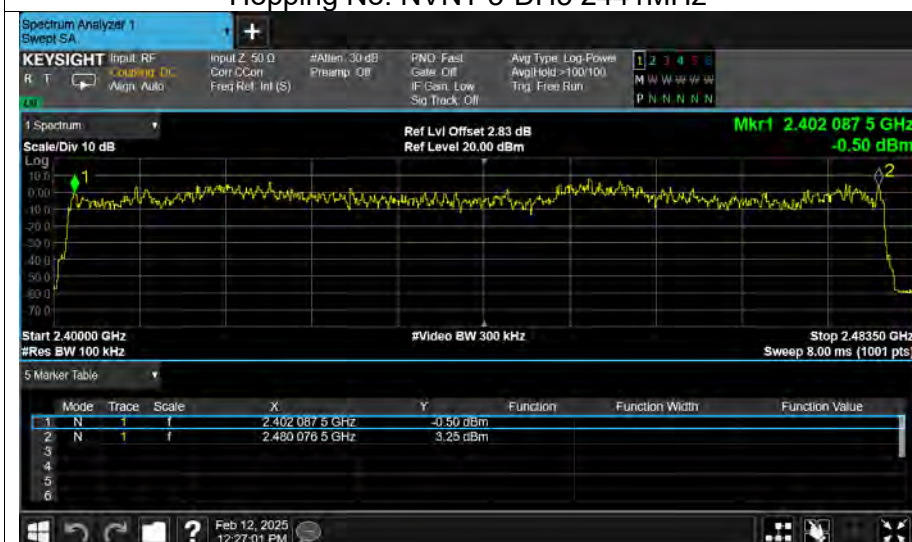 Hopping No. NVNT 3-DH5 2441MHz
Spectrum Analyzer 1
Swept SA
+
KEYSIGHT
R T
Input: RF
Coupling: DC
Align: Auto
Input Z: 50 Ω
Corr CCorr
Freq Ref: Int (S)
#Atten: 30 dB
Preamp: Off
PNO: Fast
Gate: Off
IF Gain: Low
Sig Track: Off
Avg Type: Log-Power
Avg|Hold:>100/100
Trig: Free Run
1 2 3 4 5 6
M W W W W W
P N N N N N
1 Spectrum
Scale/Div 10 dB
Ref Lvl Offset 2.83 dB
Ref Level 20.00 dBm
Mkr1 2.402 087 5 GHz
-0.50 dBm
Log
10.0
0.00
-10.0
-20.0
-30.0
-40.0
-50.0
-60.0
-70.0
1
2
Start 2.40000 GHz
#Res BW 100 kHz
#Video BW 300 kHz
Stop 2.48350 GHz
Sweep 8.00 ms (1001 pts)
5 Marker Table
Mode Trace Scale X Y Function Function Width Function Value
1 N 1 f 2.402 087 5 GHz -0.50 dBm
2 N 1 f 2.480 076 5 GHz 3.25 dBm
3
4
5
6
?
Feb 12, 2025
12:27:01 PM